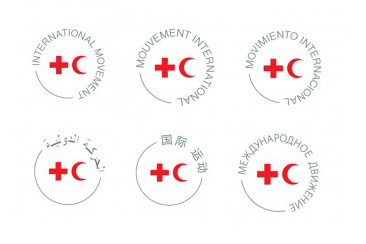 INTERNATIONAL MOVEMENT
MOUVEMENT INTERNATIONAL
MOVIMIENTO INTERNACIONAL
الحركة الدولية
国际 运动
МЕЖДУНАРОДНОЕ ДВИЖЕНИЕ